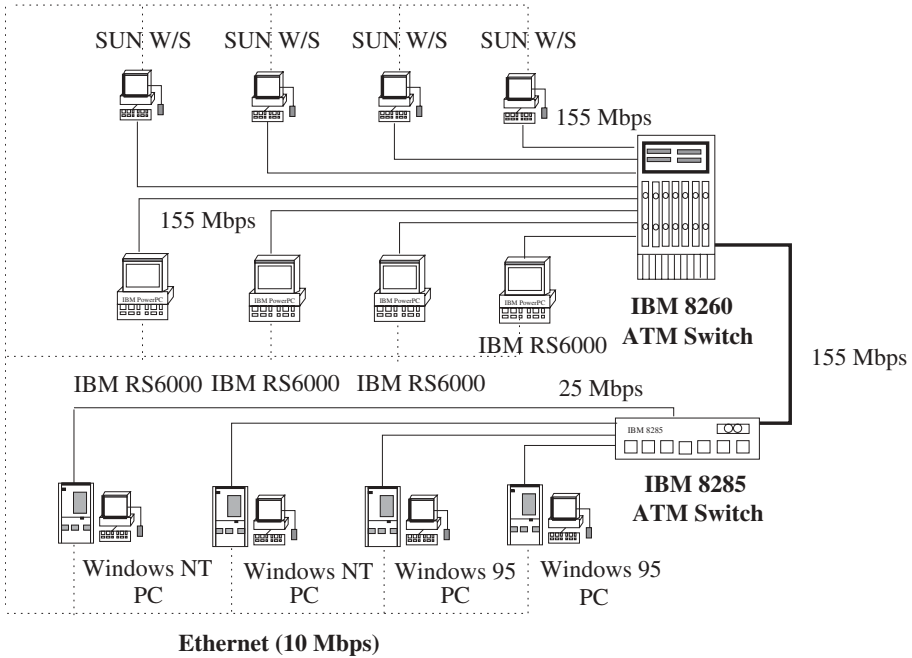 SUN W/S
SUN W/S
SUN W/S
SUN W/S
155 Mbps
155 Mbps
IBM PowerPC
IBM PowerPC
IBM PowerPC
IBM PowerPC
IBM 8260
ATM Switch
IBM RS6000
155 Mbps
IBM RS6000
IBM RS6000
IBM RS6000
25 Mbps
IBM 8285
IBM 8285
ATM Switch
Windows NT
PC
Windows NT
PC
Windows 95
PC
Windows 95
PC
Ethernet (10 Mbps)